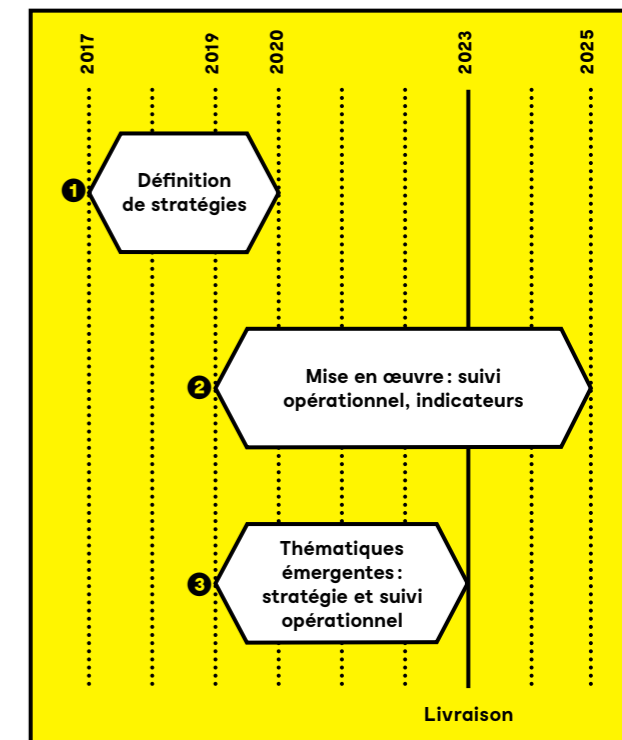 2017
2019
2020
2023
2025
1
Définition
de stratégies
2
Mise en œuvre : suivi
opérationnel, indicateurs
3
Thématiques
émergentes :
stratégie et suivi
opérationnel
Livraison